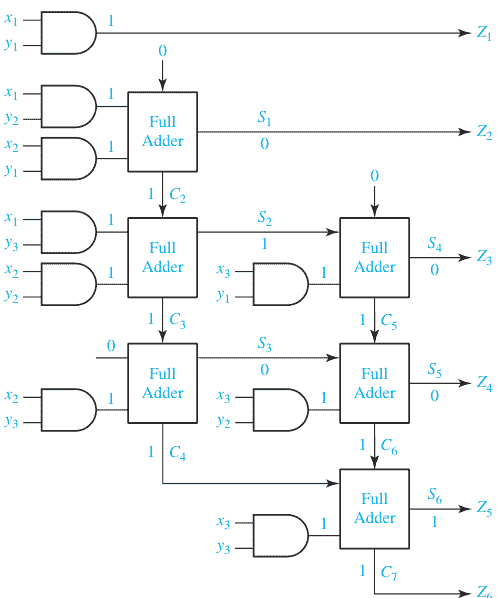 x₁ 1
y₁ Z₁
0
x₁ 1
y₂ Full Adder S₁ Z₂
x₂ 1 0
y₁
1 C₂
0
x₁ 1 S₂
y₃ Full Adder 1 Full Adder S₄ Z₃
x₂ 1 x₃ 1 0
y₂ y₁
1 C₃ 1 C₅
0 S₃
Full Adder 0 Full Adder S₅ Z₄
x₂ 1 x₃ 1 0
y₃ y₂
1 C₄ 1 C₆
Full Adder S₆ Z₅
x₃ 1 1
y₃
1 C₇
Z₆